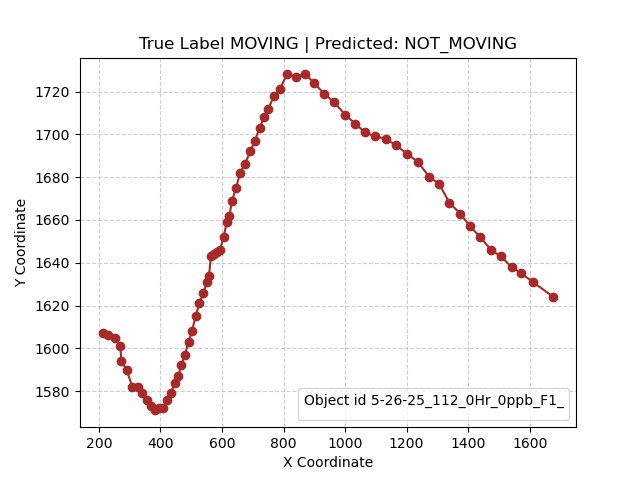 True Label MOVING | Predicted: NOT_MOVING
Y Coordinate
1720
1700
1680
1660
1640
1620
1600
1580
Object id 5-26-25_112_0Hr_0ppb_F1_
200 400 600 800 1000 1200 1400 1600
X Coordinate